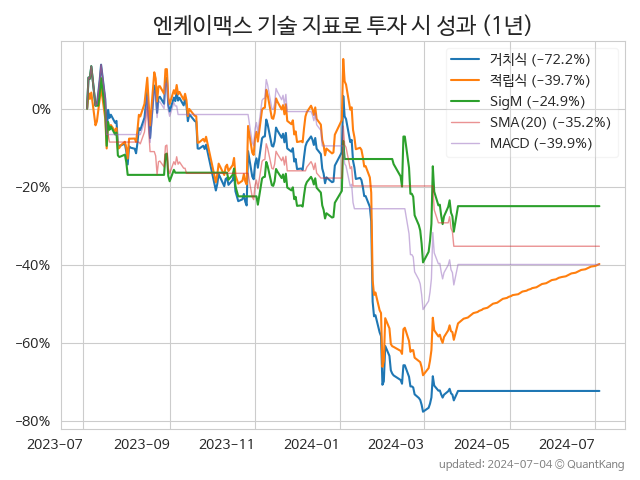 엔케이맥스 기술 지표로 투자 시 성과 (1년)
거치식 (−72.2%)
적립식 (−39.7%)
SigM (−24.9%)
SMA(20) (−35.2%)
MACD (−39.9%)
0%
−20%
−40%
−60%
−80%
2023-07 2023-09 2023-11 2024-01 2024-03 2024-05 2024-07
updated: 2024-07-04 © QuantKang